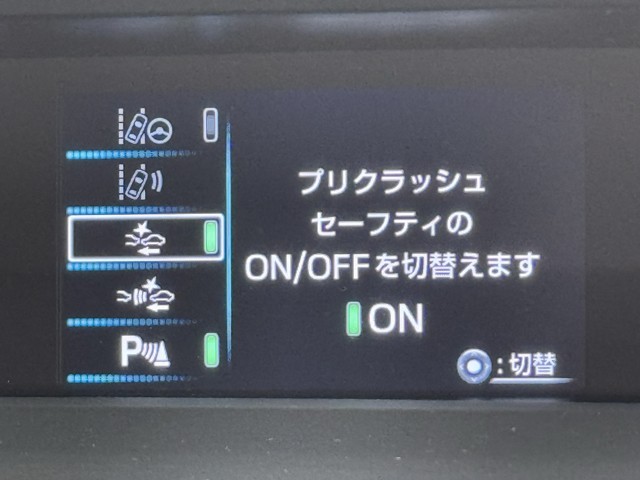 プリクラッシュ
セーフティの
ON/OFFを切替えます
ON
P
:切替